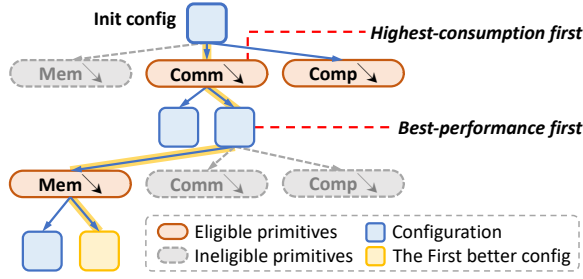 Init config
Highest-consumption first
Mem
Comm
Comp
Best-performance first
Mem
Comm
Comp
Eligible primitives
Configuration
Ineligible primitives
The First better config